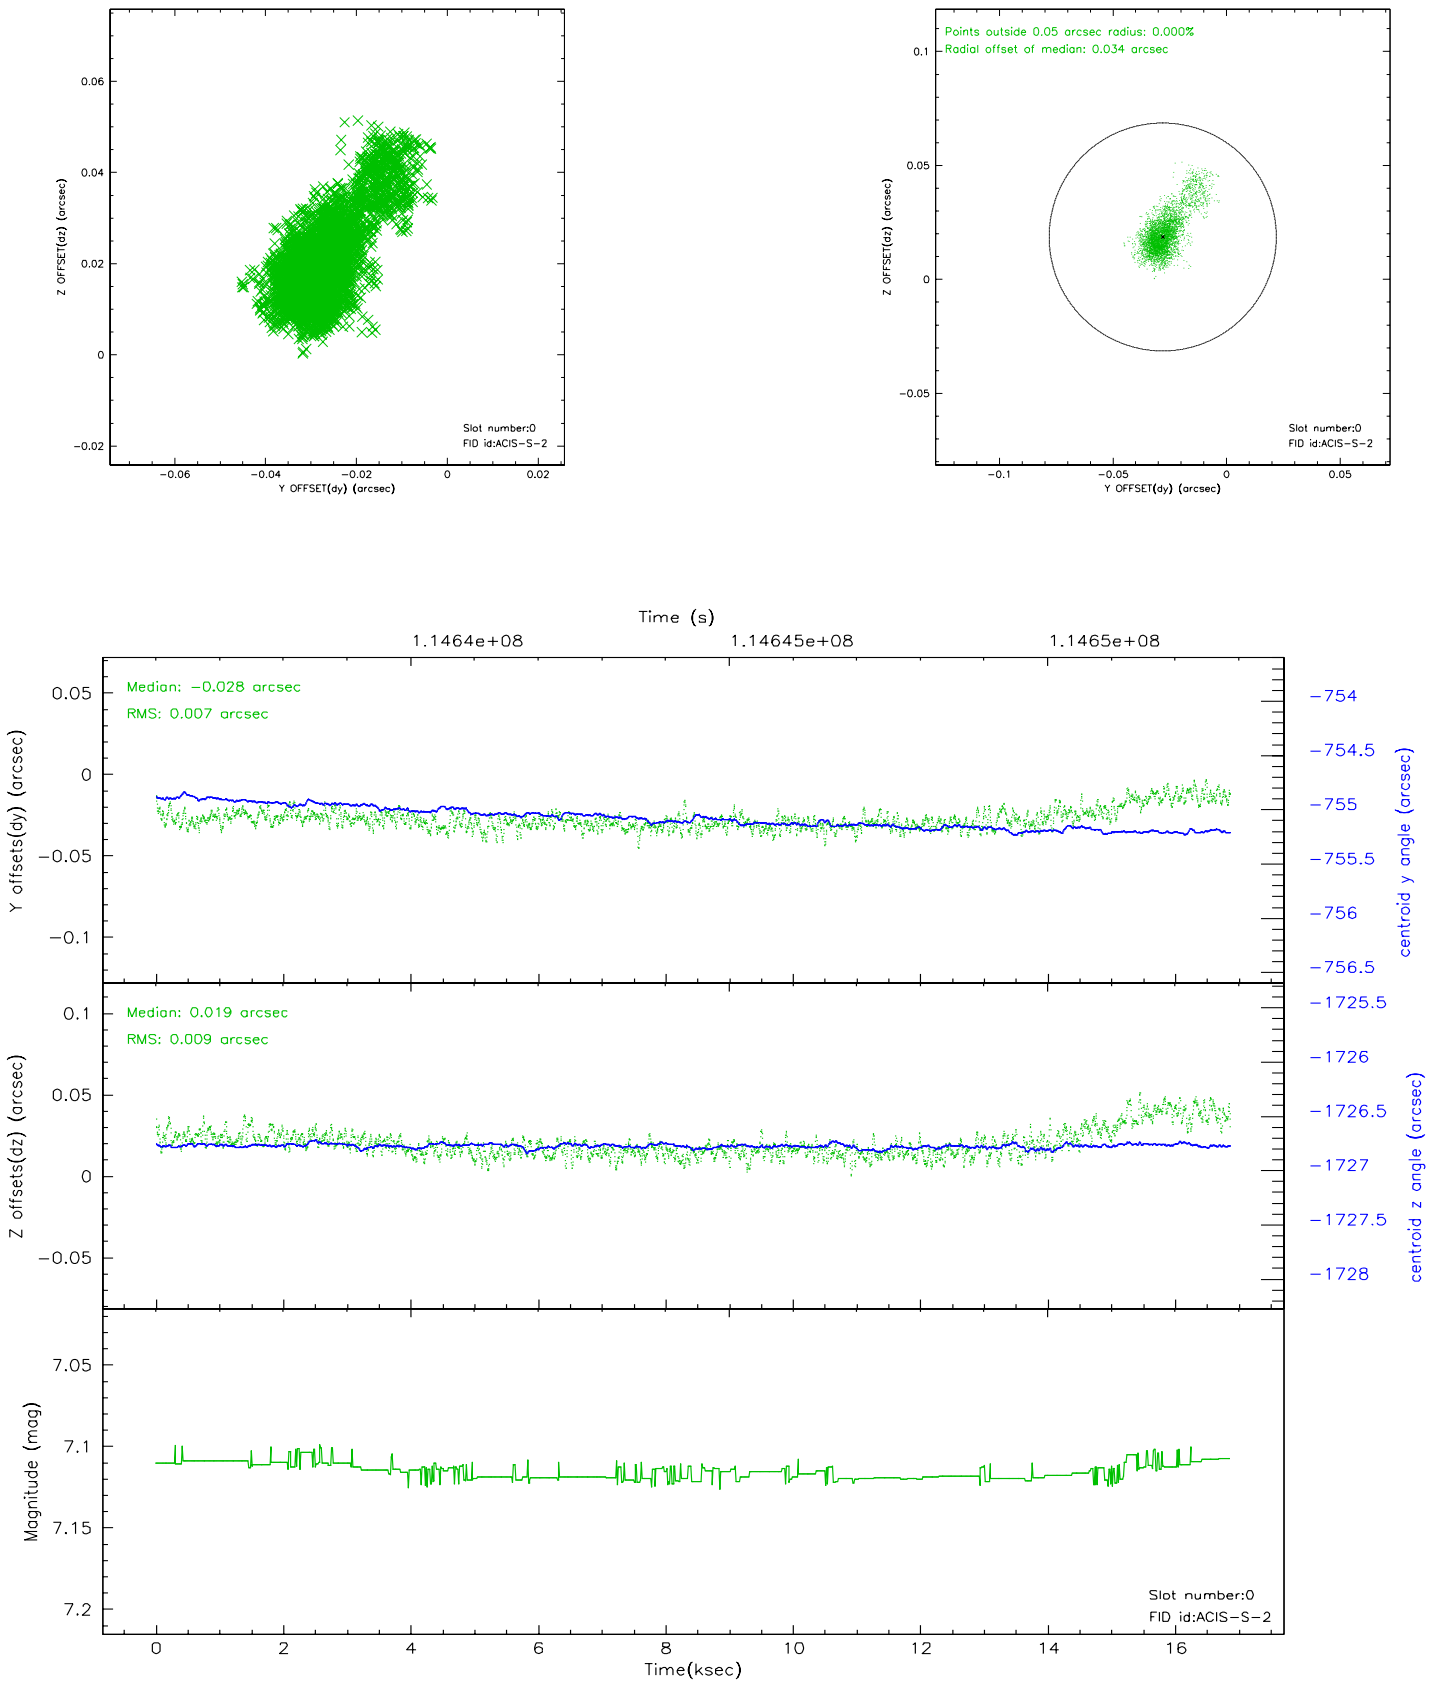 0.06
0.04
0.02
0
−0.02
Z OFFSET(dz) (arcsec)
Slot number:0
FID id:ACIS−S−2
−0.06 −0.04 −0.02 0 0.02
Y OFFSET(dy) (arcsec)
Points outside 0.05 arcsec radius: 0.000%
Radial offset of median: 0.034 arcsec
0.1
0.05
0
−0.05
Z OFFSET(dz) (arcsec)
Slot number:0
FID id:ACIS−S−2
−0.1 −0.05 0 0.05
Y OFFSET(dy) (arcsec)
Time (s)
1.1464e+08 1.14645e+08 1.1465e+08
Median: −0.028 arcsec
RMS: 0.007 arcsec
0.05
0
−0.05
−0.1
Y offsets(dy) (arcsec)
−754
−754.5
−755
−755.5
−756
−756.5
centroid y angle (arcsec)
Median: 0.019 arcsec
RMS: 0.009 arcsec
0.1
0.05
0
−0.05
Z offsets(dz) (arcsec)
−1725.5
−1726
−1726.5
−1727
−1727.5
−1728
centroid z angle (arcsec)
7.05
7.1
7.15
7.2
Magnitude (mag)
Slot number:0
FID id:ACIS−S−2
0 2 4 6 8 10 12 14 16
Time(ksec)